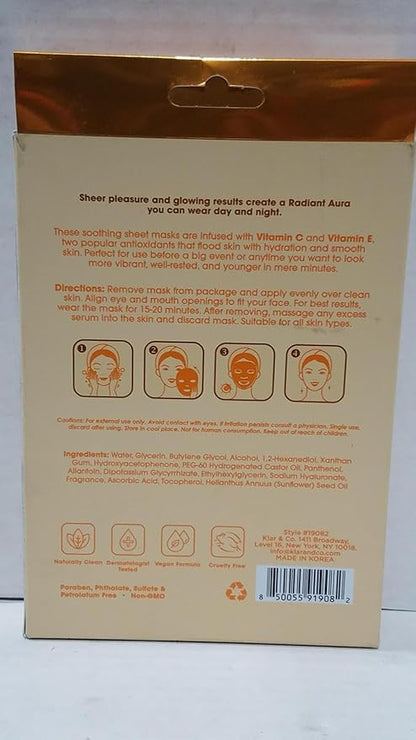 Sheer pleasure and glowing results create a Radiant Aura
you can wear day and night.
These soothing sheet masks are infused with Vitamin C and Vitamin E,
two popular antioxidants that flood skin with hydration and smooth
skin. Perfect for use before a big event or anytime you want to look
more vibrant, well-rested, and younger in mere minutes.
Directions: Remove mask from package and apply evenly over clean
skin. Align eye and mouth openings to fit your face. For best results,
wear the mask for 15-20 minutes. After removing, massage any excess
serum into the skin and discard mask. Suitable for all skin types.
1 2 3 4
Cautions: For external use only. Avoid contact with eyes. If irritation persists consult a physician. Single use,
discard after using. Store in cool place. Not for human consumption. Keep out of reach of children.
Ingredients: Water, Glycerin, Butylene Glycol, Alcohol, 1,2-Hexanediol, Xanthan
Gum, Hydroxyacetophenone, PEG-60 Hydrogenated Castor Oil, Panthenol,
Allantoin, Dipotassium Glycyrrhizate, Ethylhexylglycerin, Sodium Hyaluronate,
Fragrance, Ascorbic Acid, Tocopherol, Helianthus Annuus (Sunflower) Seed Oil
Naturally Clean Dermatologist Tested Vegan Formula Cruelty Free
Paraben, Phthalate, Sulfate &
Petrolatum Free • Non-GMO
Style #19082
Klar & Co. 1411 Broadway,
Level 16, New York, NY 10018.
info@klarandco.com
MADE IN KOREA
8 50055 91908 2